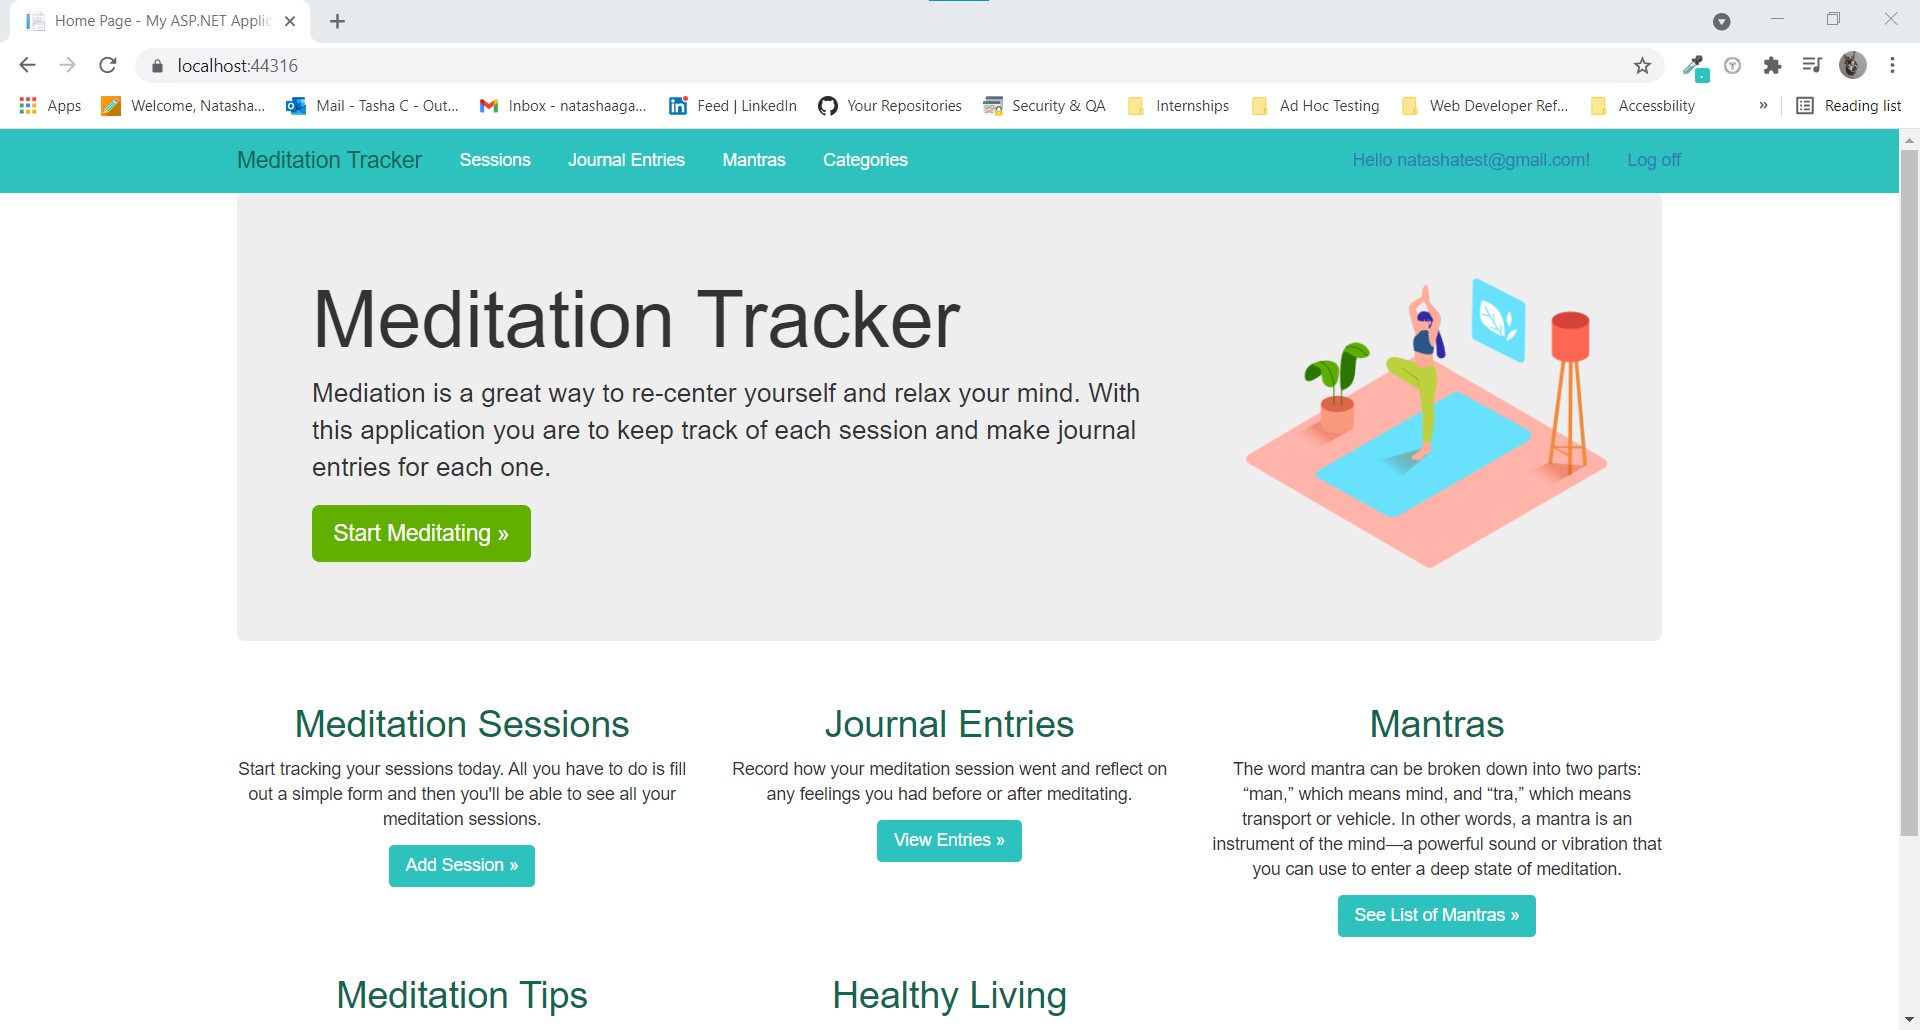 Home Page - My ASP.NET Applic
localhost:44316
Apps Welcome, Natasha... Mail - Tasha C - Out... Inbox - natashaaga... Feed | LinkedIn Your Repositories Security & QA Internships Ad Hoc Testing Web Developer Ref... Accessbility » Reading list
Meditation Tracker Sessions Journal Entries Mantras Categories Hello natashatest@gmail.com! Log off
Meditation Tracker
Mediation is a great way to re-center yourself and relax your mind. With
this application you are to keep track of each session and make journal
entries for each one.
Start Meditating »
Meditation Sessions
Start tracking your sessions today. All you have to do is fill
out a simple form and then you'll be able to see all your
meditation sessions.
Add Session »
Journal Entries
Record how your meditation session went and reflect on
any feelings you had before or after meditating.
View Entries »
Mantras
The word mantra can be broken down into two parts:
“man,” which means mind, and “tra,” which means
transport or vehicle. In other words, a mantra is an
instrument of the mind—a powerful sound or vibration that
you can use to enter a deep state of meditation.
See List of Mantras »
Meditation Tips
Healthy Living